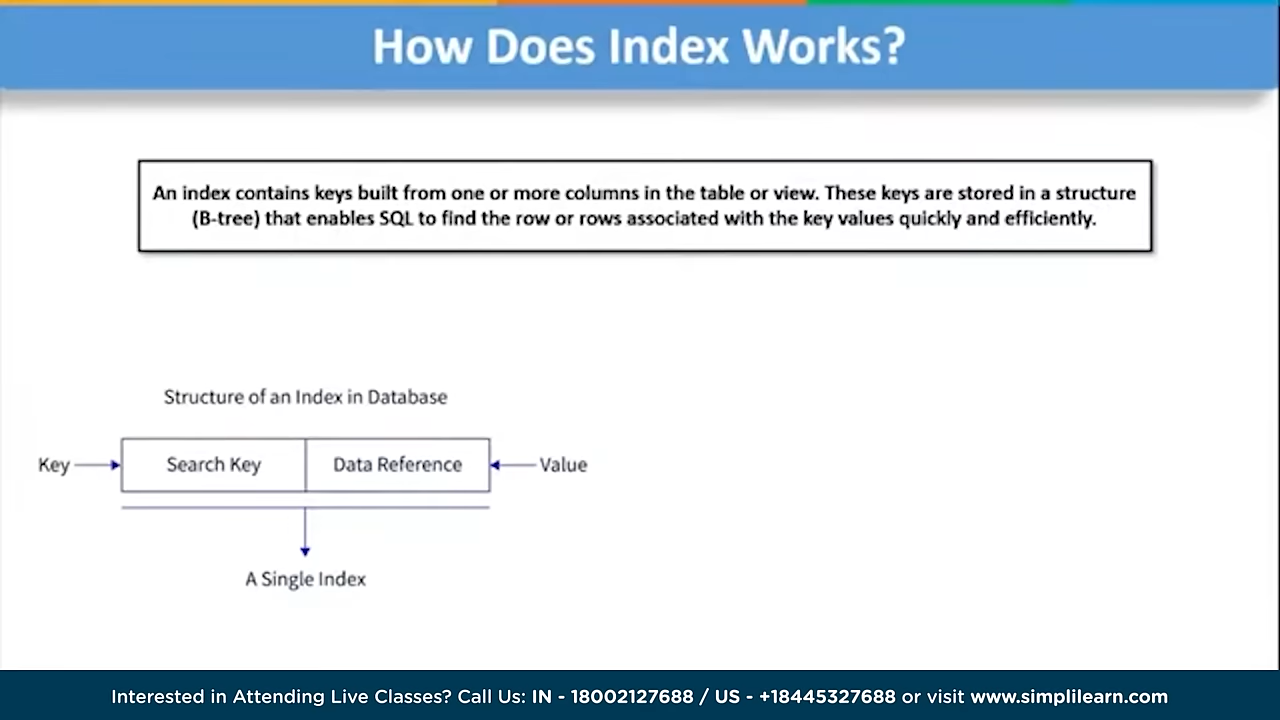 How Does Index Works?
An index contains keys built from one or more columns in the table or view. These keys are stored in a structure
(B-tree) that enables SQL to find the row or rows associated with the key values quickly and efficiently.
Structure of an Index in Database
Key
Search Key
Data Reference
Value
A Single Index
Interested in Attending Live Classes? Call Us: IN - 18002127688 / US - +18445327688 or visit www.simplilearn.com